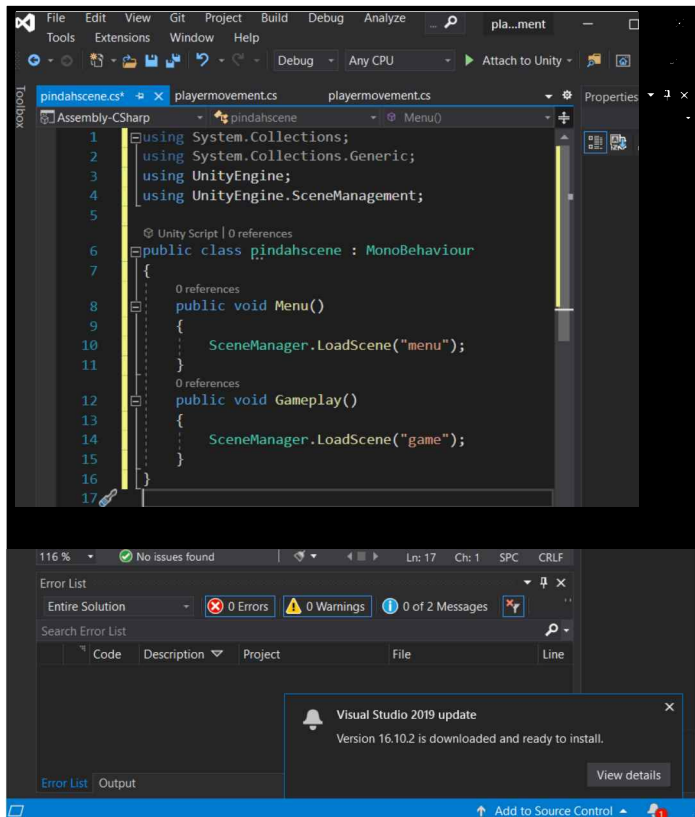 File Edit View Git Project Build Debug Analyze pla...ment
Tools Extensions Window Help
Debug Any CPU Attach to Unity
Toolbox
pindahscene.cs* playermovement.cs playermovement.cs Properties
Assembly-CSharp pindahscene Menu()
1 using System.Collections;
2 using System.Collections.Generic;
3 using UnityEngine;
4 using UnityEngine.SceneManagement;
5
Unity Script | 0 references
6 public class pindahscene : MonoBehaviour
7 {
0 references
8 public void Menu()
9 {
10 SceneManager.LoadScene("menu");
11 }
0 references
12 public void Gameplay()
13 {
14 SceneManager.LoadScene("game");
15 }
16 }
17
116 % No issues found Ln: 17 Ch: 1 SPC CRLF
Error List
Entire Solution 0 Errors 0 Warnings 0 of 2 Messages
Search Error List
Code Description Project File Line
Visual Studio 2019 update
Version 16.10.2 is downloaded and ready to install.
View details
Error List Output
Add to Source Control 1